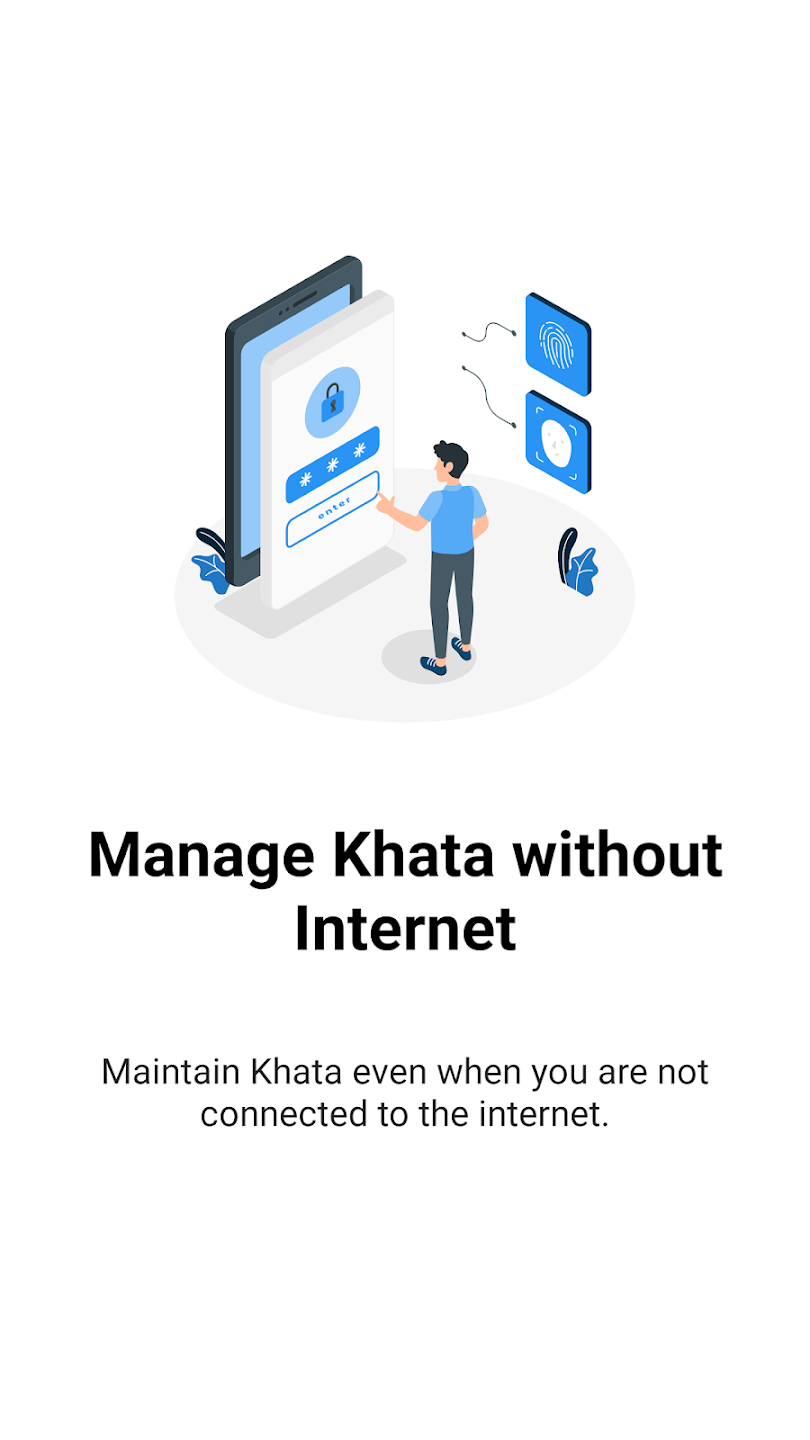 * * *
enter
Manage Khata without
Internet
Maintain Khata even when you are not
connected to the internet.